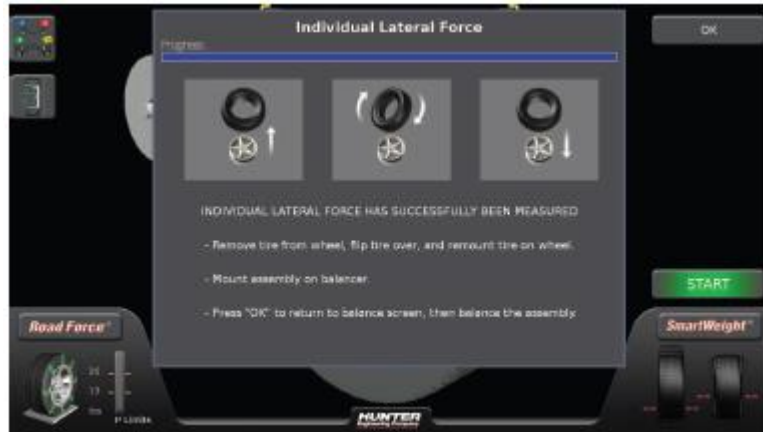 Individual Lateral Force
Progress:
OK
INDIVIDUAL LATERAL FORCE HAS SUCCESSFULLY BEEN MEASURED
- Remove tire from wheel, flip tire over, and remount tire on wheel.
- Mount assembly on balancer.
- Press "OK" to return to balance screen, then balance the assembly.
START
Road Force
SmartWeight
HUNTER
Engineering Company